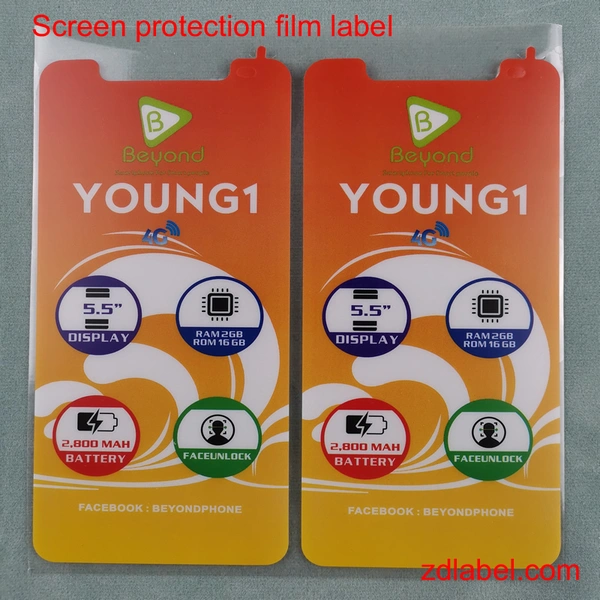 Screen protection film label
Beyond
YOUNG1
4G
5.5"
DISPLAY
RAM 2GB
ROM 16 GB
2,800 MAH
BATTERY
FACEUNLOCK
FACEBOOK : BEYONDPHONE
Beyond
YOUNG1
4G
5.5"
DISPLAY
RAM 2GB
ROM 16 GB
2,800 MAH
BATTERY
FACEUNLOCK
FACEBOOK : BEYONDPHONE
zdlabel.com